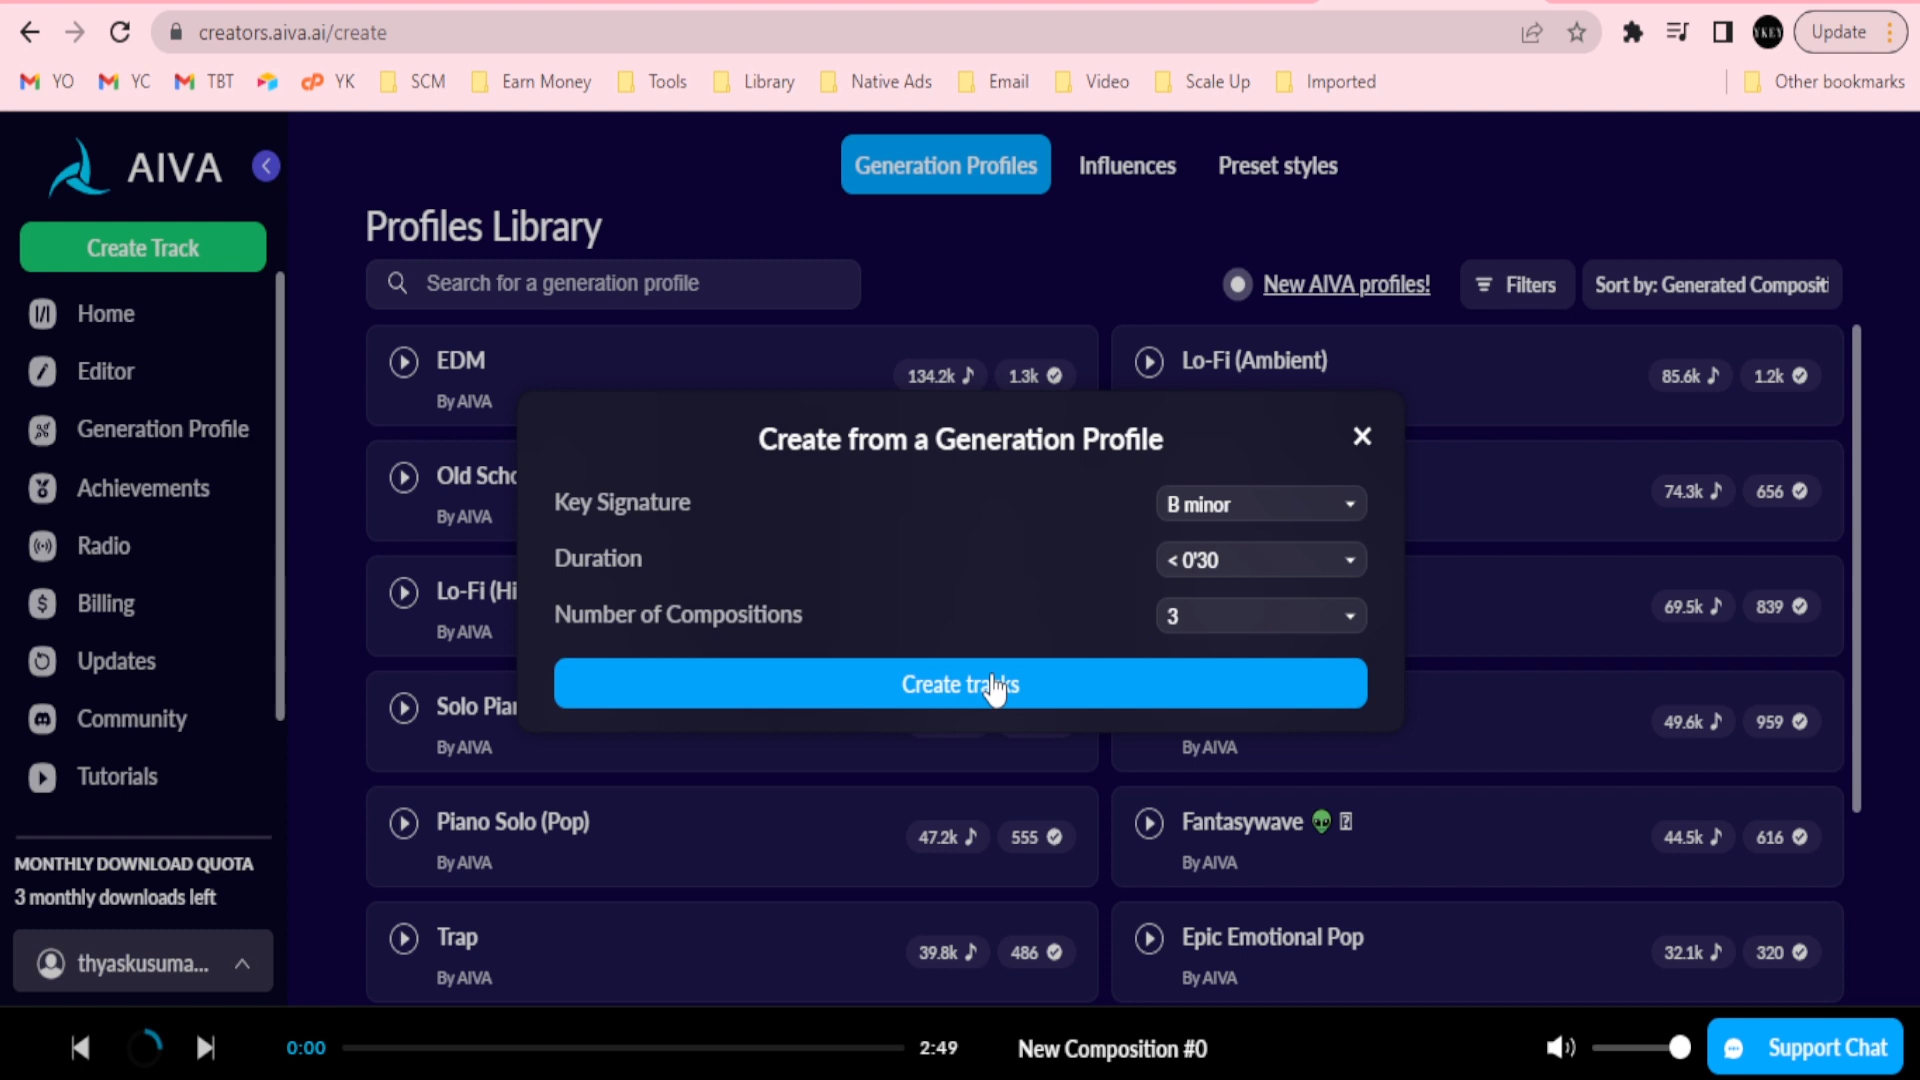 creators.aiva.ai/create
YKEY
Update
YO
YC
TBT
YK
SCM
Earn Money
Tools
Library
Native Ads
Email
Video
Scale Up
Imported
Other bookmarks
AIVA
Create Track
Home
Editor
Generation Profile
Achievements
Radio
Billing
Updates
Community
Tutorials
MONTHLY DOWNLOAD QUOTA
3 monthly downloads left
thyaskusuma...
Generation Profiles
Influences
Preset styles
Profiles Library
Search for a generation profile
New AIVA profiles!
Filters
Sort by: Generated Compositi
EDM
By AIVA
134.2k
1.3k
Lo-Fi (Ambient)
85.6k
1.2k
Old Scho
By AIVA
74.3k
656
Lo-Fi (Hi
By AIVA
69.5k
839
Solo Pia
By AIVA
By AIVA
49.6k
959
Create from a Generation Profile
Key Signature
B minor
Duration
< 0'30
Number of Compositions
3
Create tracks
Piano Solo (Pop)
By AIVA
47.2k
555
Fantasywave 👽
By AIVA
44.5k
616
Trap
By AIVA
39.8k
486
Epic Emotional Pop
By AIVA
32.1k
320
0:00
2:49
New Composition #0
Support Chat